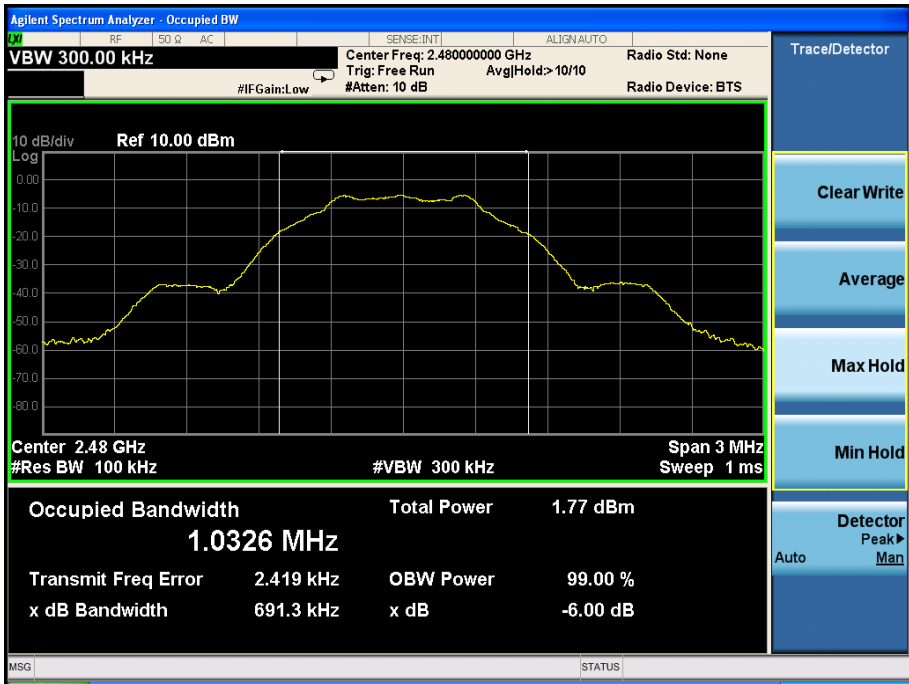 Agilent Spectrum Analyzer - Occupied BW
LXI RF 50 Ω AC SENSE:INT ALIGN AUTO
VBW 300.00 kHz
Center Freq: 2.480000000 GHz
Radio Std: None
Trig: Free Run Avg|Hold:> 10/10
#IFGain:Low
#Atten: 10 dB
Radio Device: BTS
10 dB/div Ref 10.00 dBm
Log
0.00
-10.0
-20.0
-30.0
-40.0
-50.0
-60.0
-70.0
-80.0
Center 2.48 GHz
Span 3 MHz
#Res BW 100 kHz
#VBW 300 kHz
Sweep 1 ms
Occupied Bandwidth
1.0326 MHz
Total Power 1.77 dBm
Transmit Freq Error 2.419 kHz
OBW Power 99.00 %
x dB Bandwidth 691.3 kHz
x dB -6.00 dB
MSG
STATUS
Trace/Detector
Clear Write
Average
Max Hold
Min Hold
Detector
Peak▶
Auto Man